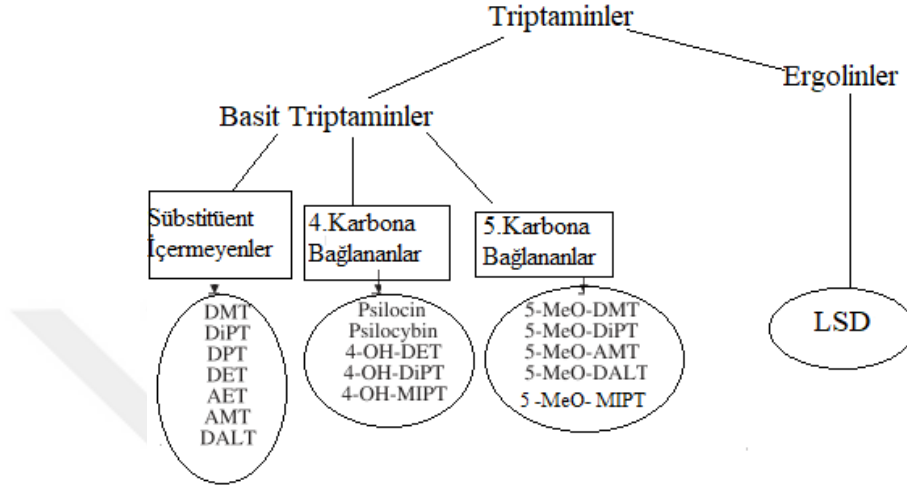 Triptaminler
Ergolinler
Basit Triptaminler
Sübstitüent
İçermeyenler
4.Karbona
Bağlananlar
5.Karbona
Bağlananlar
DMT
DiPT
DPT
DET
AET
AMT
DALT
Psilocin
Psilocybin
4-OH-DET
4-OH-DiPT
4-OH-MIPT
5-MeO-DMT
5-MeO-DiPT
5-MeO-AMT
5-MeO-DALT
5 -MeO- MIPT
LSD